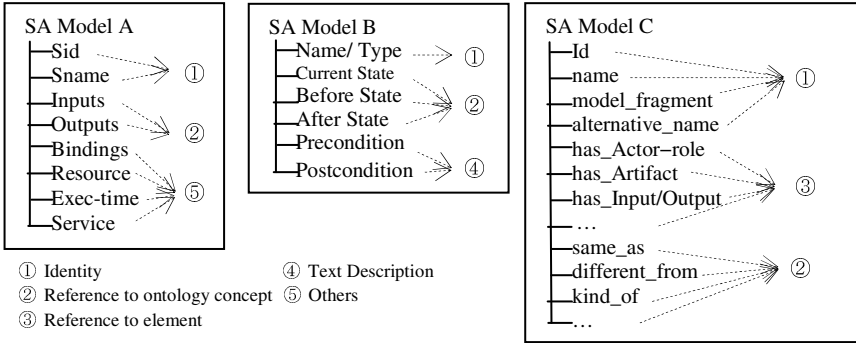 SA Model A
Sid
Sname
①
Inputs
Outputs
②
Bindings
Resource
Exec-time
⑤
Service
SA Model B
Name/ Type
①
Current State
Before State
②
After State
Precondition
Postcondition
④
SA Model C
Id
name
①
model_fragment
alternative_name
has_Actor–role
has_Artifact
③
has_Input/Output
...
same_as
different_from
②
kind_of
...
① Identity
② Reference to ontology concept
③ Reference to element
④ Text Description
⑤ Others